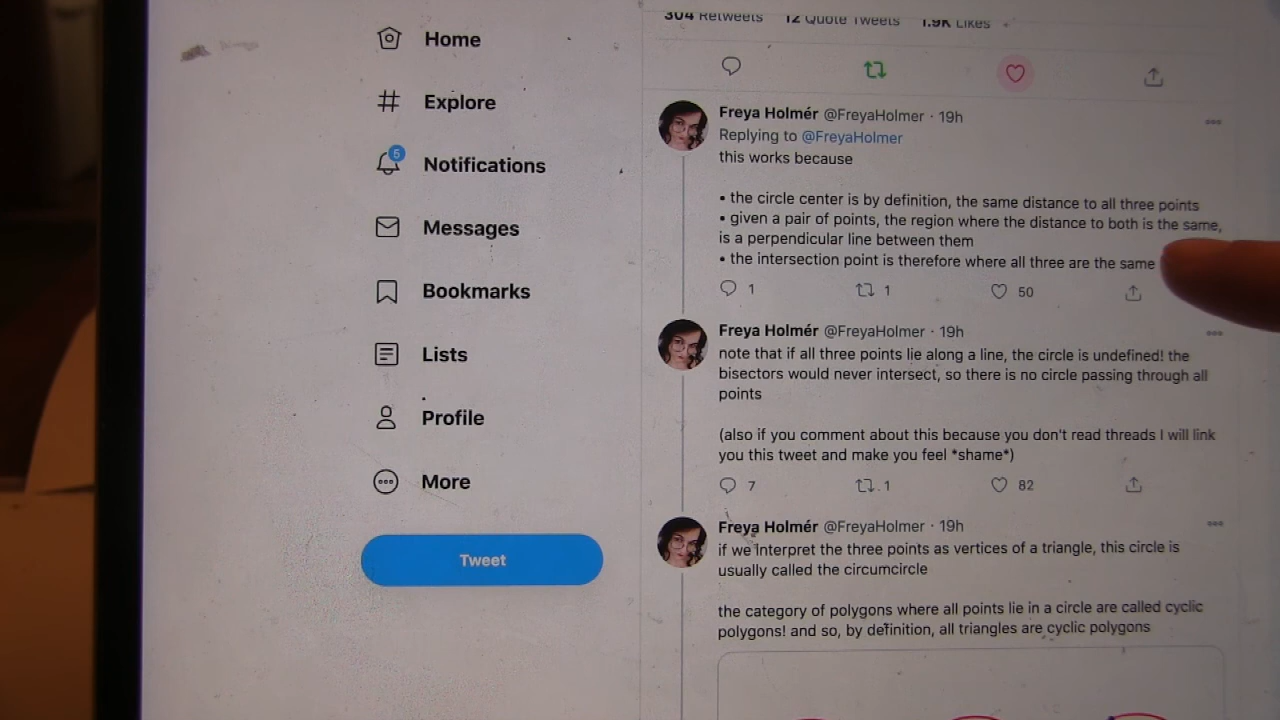 Home
Explore
5
Notifications
Messages
Bookmarks
Lists
Profile
More
Tweet
304 Retweets 12 Quote Tweets 1.9K Likes
Freya Holmér @FreyaHolmer · 19h
Replying to @FreyaHolmer
this works because
• the circle center is by definition, the same distance to all three points
• given a pair of points, the region where the distance to both is the same,
is a perpendicular line between them
• the intersection point is therefore where all three are the same
1 1 50
Freya Holmér @FreyaHolmer · 19h
note that if all three points lie along a line, the circle is undefined! the
bisectors would never intersect, so there is no circle passing through all
points
(also if you comment about this because you don't read threads I will link
you this tweet and make you feel *shame*)
7 1 82
Freya Holmér @FreyaHolmer · 19h
if we interpret the three points as vertices of a triangle, this circle is
usually called the circumcircle
the category of polygons where all points lie in a circle are called cyclic
polygons! and so, by definition, all triangles are cyclic polygons